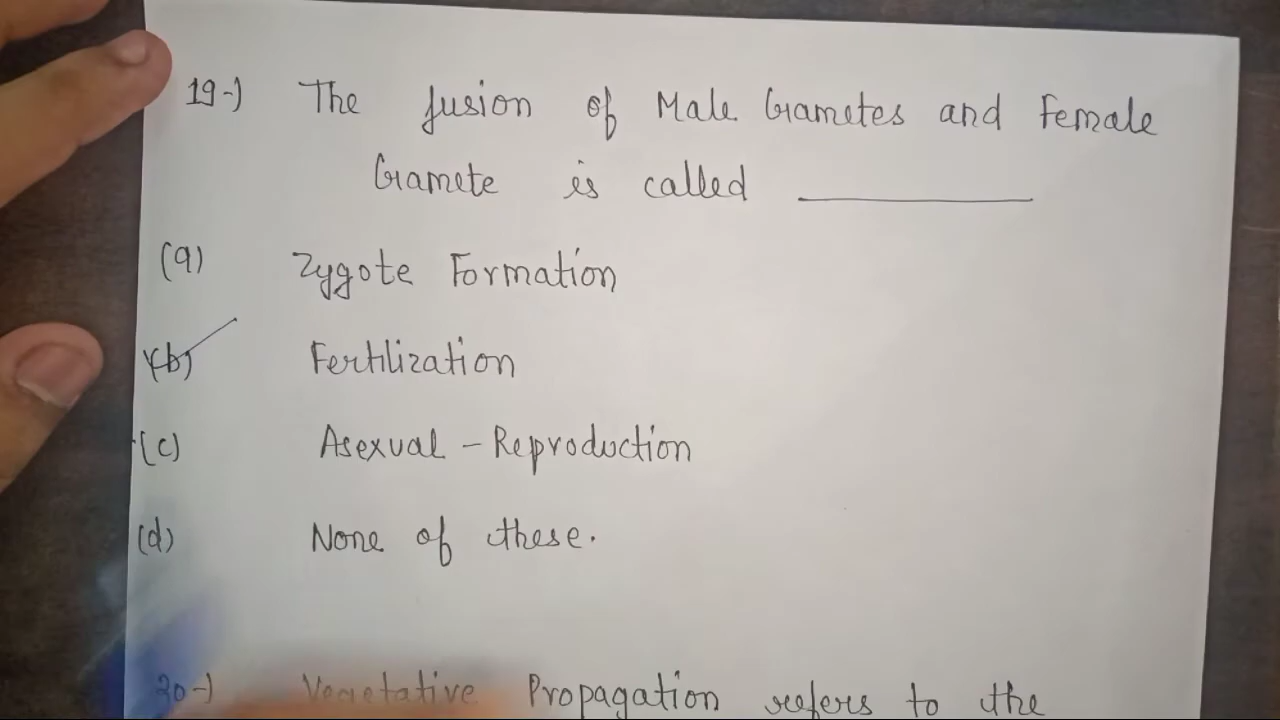 19-) The fusion of Male Gametes and Female
Gamete is called ________
(a) Zygote Formation
(b) Fertilization
(c) Asexual - Reproduction
(d) None of these.
20-) Vegetative Propagation refers to the